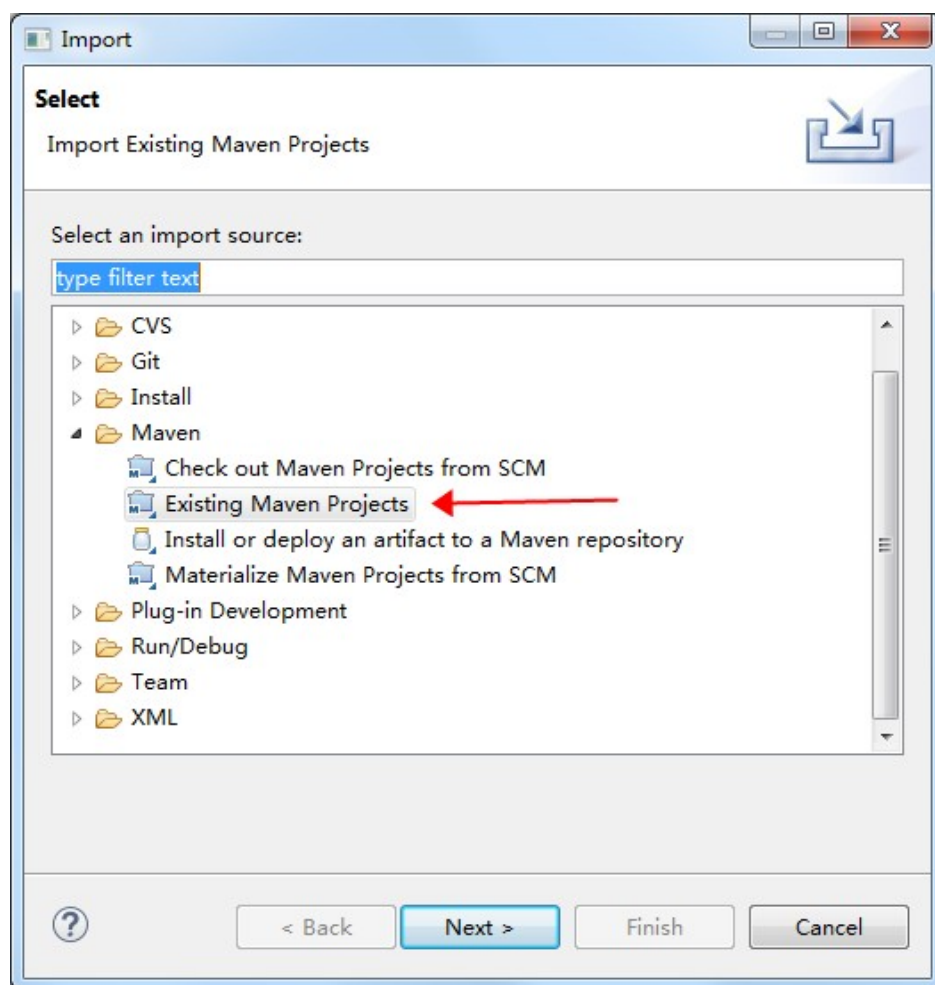 Import
Select
Import Existing Maven Projects
Select an import source:
type filter text
CVS
Git
Install
Maven
Check out Maven Projects from SCM
Existing Maven Projects
Install or deploy an artifact to a Maven repository
Materialize Maven Projects from SCM
Plug-in Development
Run/Debug
Team
XML
? < Back Next > Finish Cancel